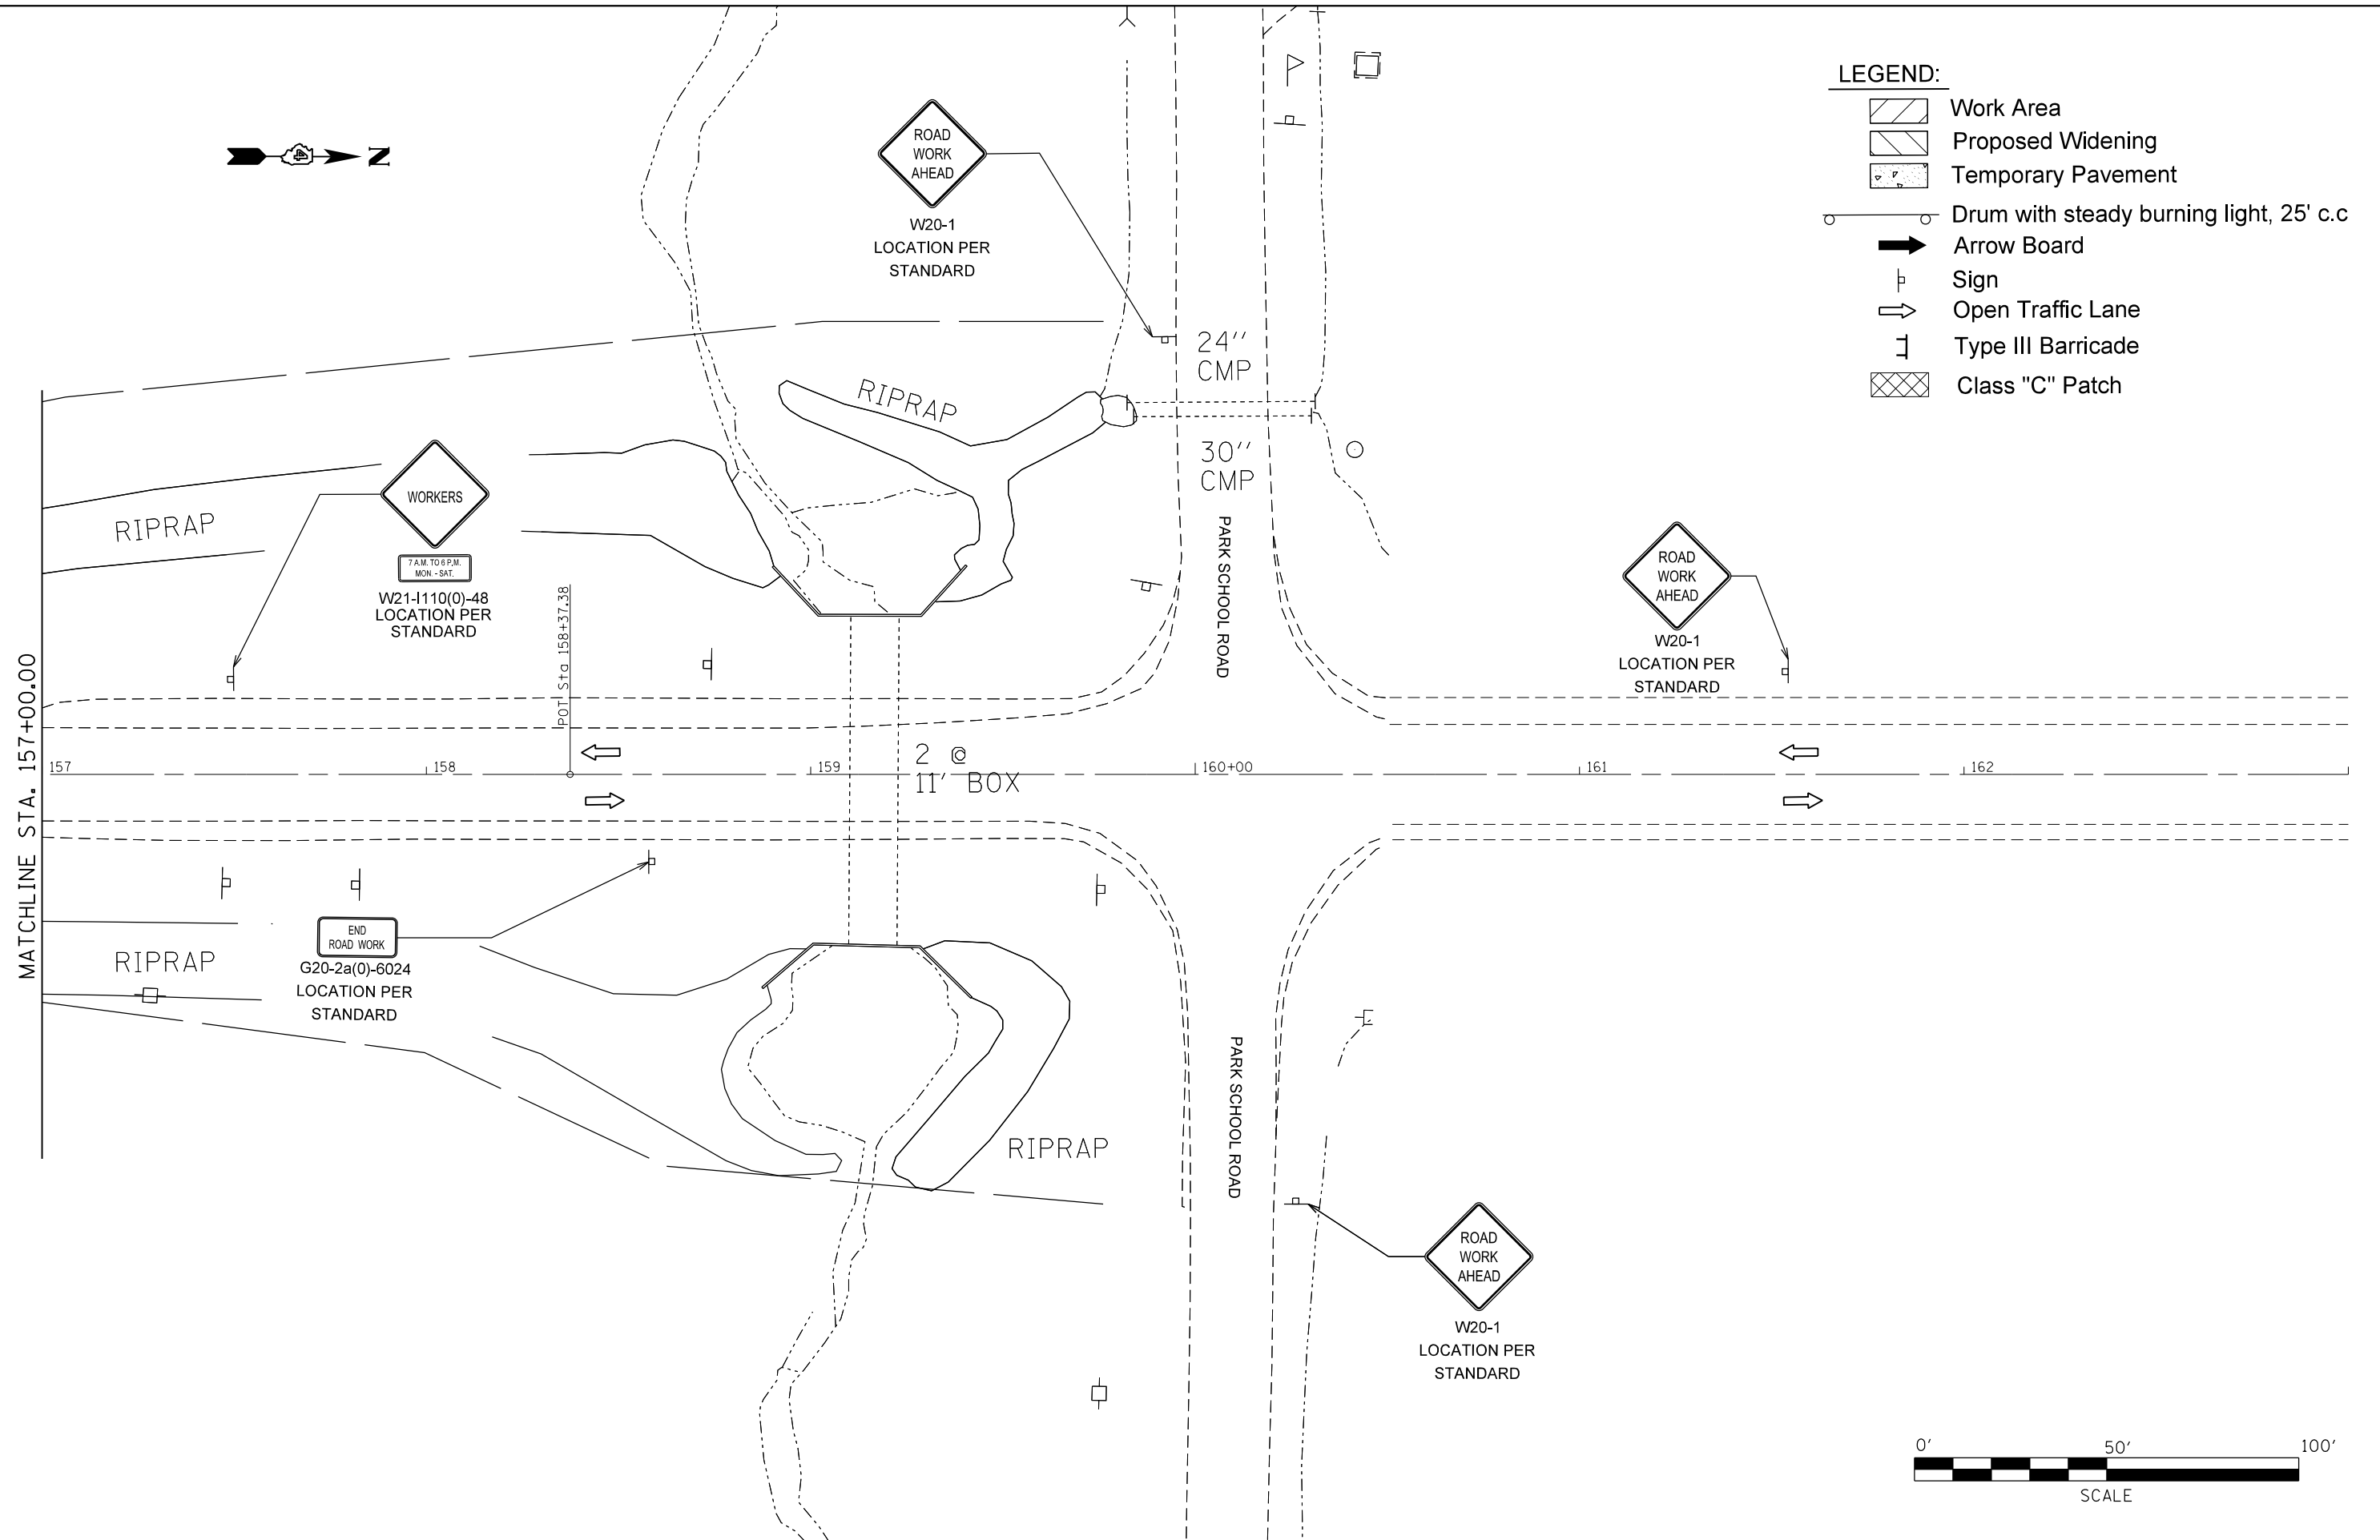 LEGEND:
Work Area
Proposed Widening
Temporary Pavement
Drum with steady burning light, 25' c.c
Arrow Board
Sign
Open Traffic Lane
Type III Barricade
Class "C" Patch
N
ROAD
WORK
AHEAD
W20-1
LOCATION PER
STANDARD
24''
CMP
30''
CMP
RIPRAP
PARK SCHOOL ROAD
WORKERS
7 A.M. TO 6 P.M.
MON. - SAT.
W21-I110(0)-48
LOCATION PER
STANDARD
RIPRAP
ROAD
WORK
AHEAD
W20-1
LOCATION PER
STANDARD
MATCHLINE STA. 157+00.00
POT Sta 158+37.38
157
158
159
160+00
161
162
2 @
11' BOX
END
ROAD WORK
G20-2a(0)-6024
LOCATION PER
STANDARD
RIPRAP
RIPRAP
PARK SCHOOL ROAD
ROAD
WORK
AHEAD
W20-1
LOCATION PER
STANDARD
0' 50' 100'
SCALE